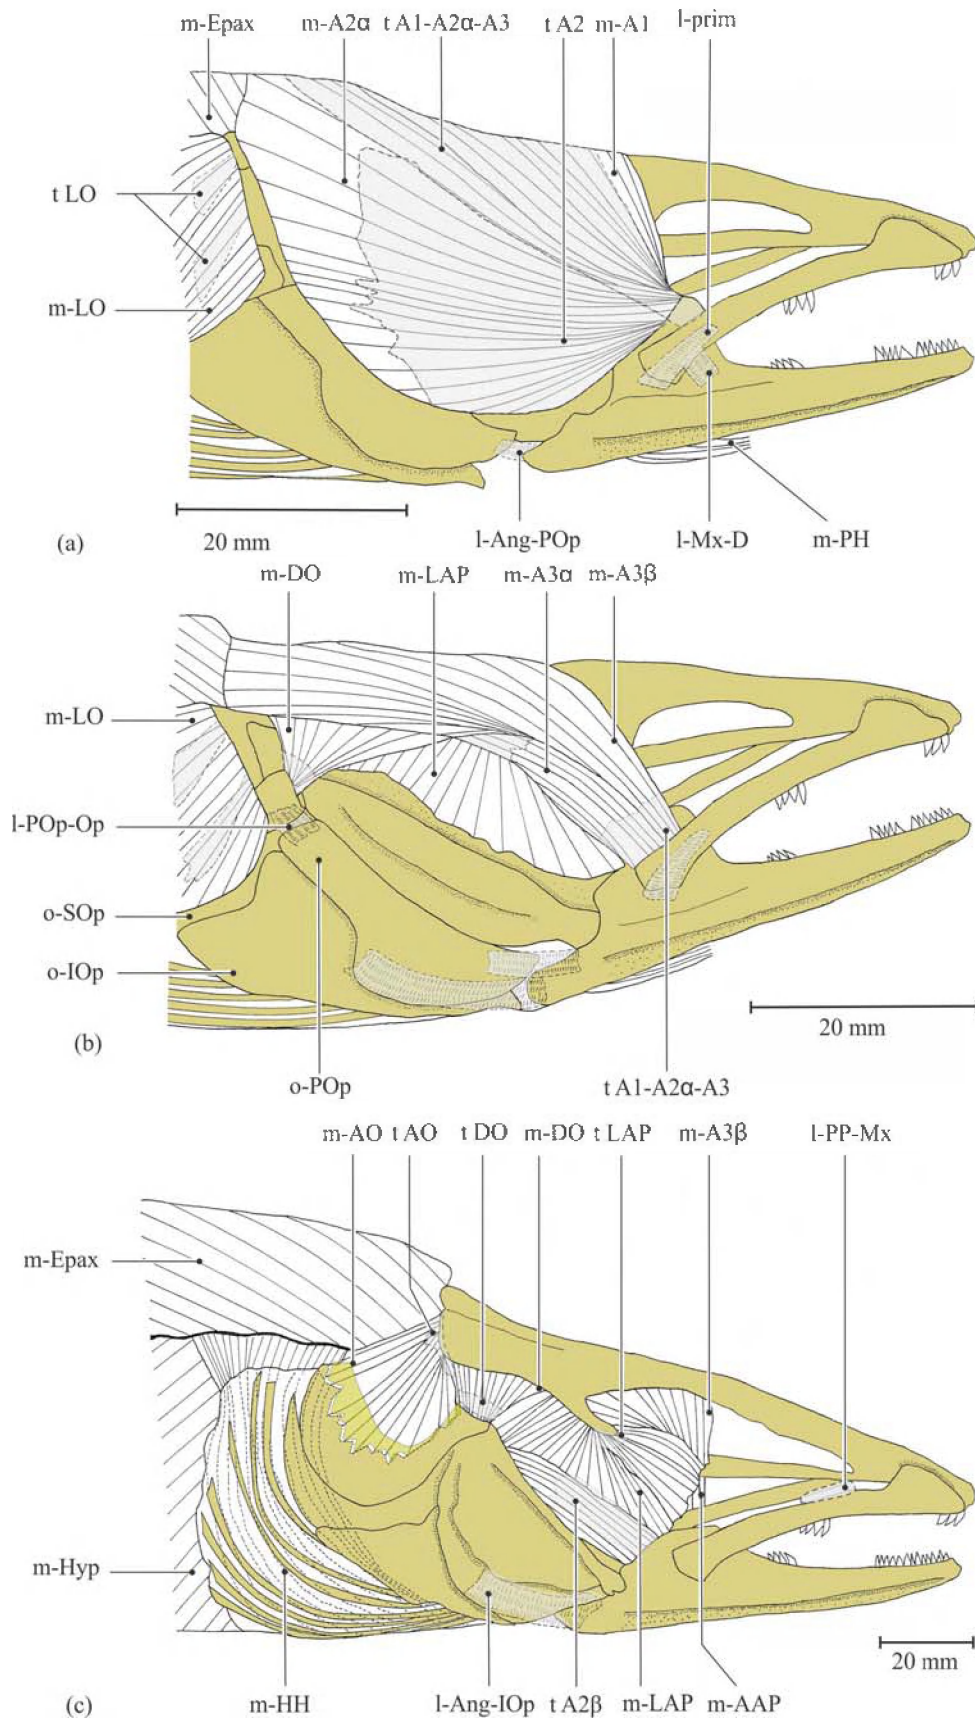 m-Epax m-A2α t A1-A2α-A3 t A2 m-A1 l-prim
t LO
m-LO
20 mm
(a)
l-Ang-POp l-Mx-D m-PH
m-DO m-LAP m-A3α m-A3β
m-LO
l-POp-Op
o-SOp
o-IOp
20 mm
(b)
o-POp t A1-A2α-A3
m-AO t AO t DO m-DO t LAP m-A3β l-PP-Mx
m-Epax
m-Hyp
20 mm
(c)
m-HH l-Ang-IOp t A2β m-LAP m-AAP